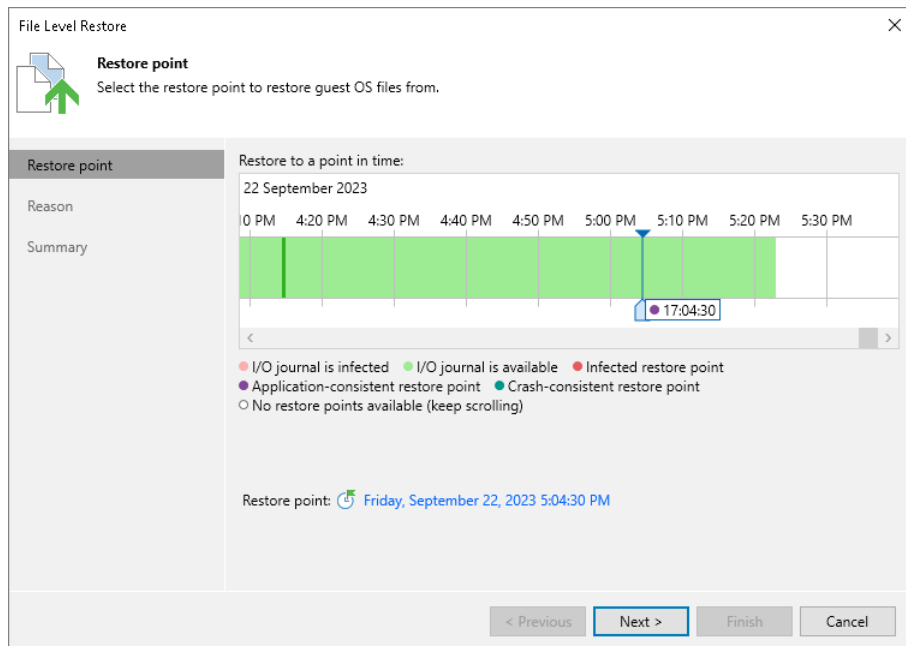 File Level Restore
Restore point
Select the restore point to restore guest OS files from.
Restore point
Reason
Summary
Restore to a point in time:
22 September 2023
0 PM 4:20 PM 4:30 PM 4:40 PM 4:50 PM 5:00 PM 5:10 PM 5:20 PM 5:30 PM
17:04:30
I/O journal is infected I/O journal is available Infected restore point
Application-consistent restore point Crash-consistent restore point
No restore points available (keep scrolling)
Restore point: Friday, September 22, 2023 5:04:30 PM
< Previous Next > Finish Cancel